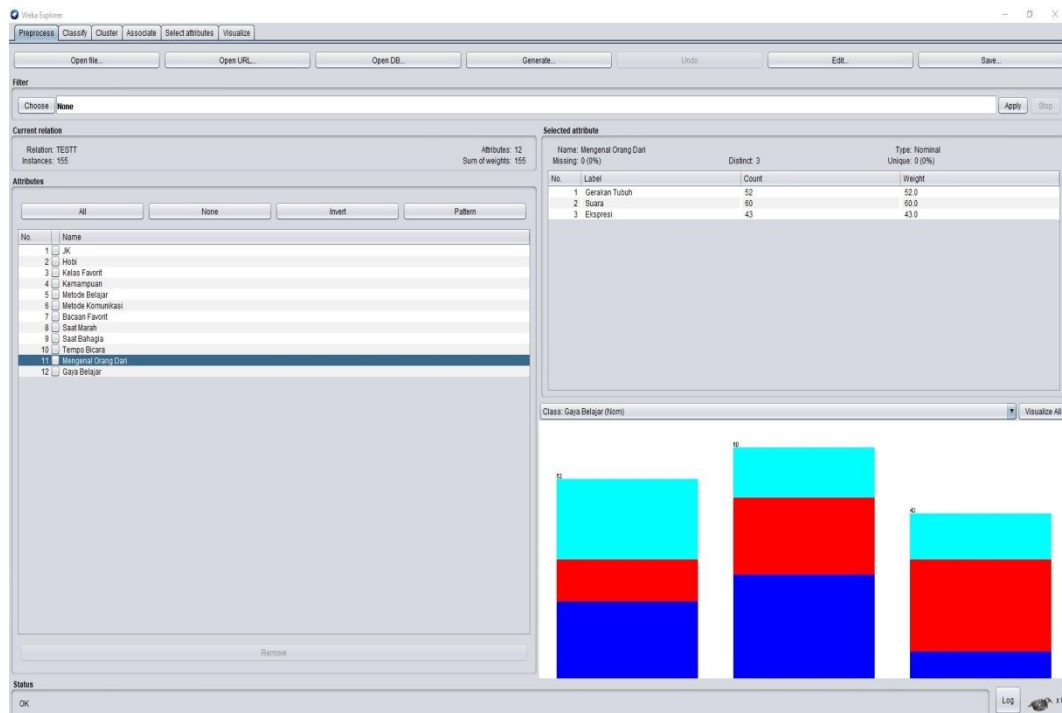 Weka Explorer
Preprocess Classify Cluster Associate Select attributes Visualize
Open file... Open URL... Open DB... Generate... Undo Edit... Save...
Filter
Choose None Apply Stop
Current relation
Relation: TESTT Attributes: 12
Instances: 155 Sum of weights: 155
Attributes
All None Invert Pattern
No. Name
1 JK
2 Hobi
3 Kelas Favorit
4 Kemampuan
5 Metode Belajar
6 Metode Komunikasi
7 Bacaan Favorit
8 Saat Marah
9 Saat Bahagia
10 Tempo Bicara
11 Mengenal Orang Dari
12 Gaya Belajar
Remove
Selected attribute
Name: Mengenal Orang Dari Type: Nominal
Missing: 0 (0%) Distinct: 3 Unique: 0 (0%)
No. Label Count Weight
1 Gerakan Tubuh 52 52.0
2 Suara 60 60.0
3 Ekspresi 43 43.0
Class: Gaya Belajar (Nom) Visualize All
52
60
43
Status
OK Log